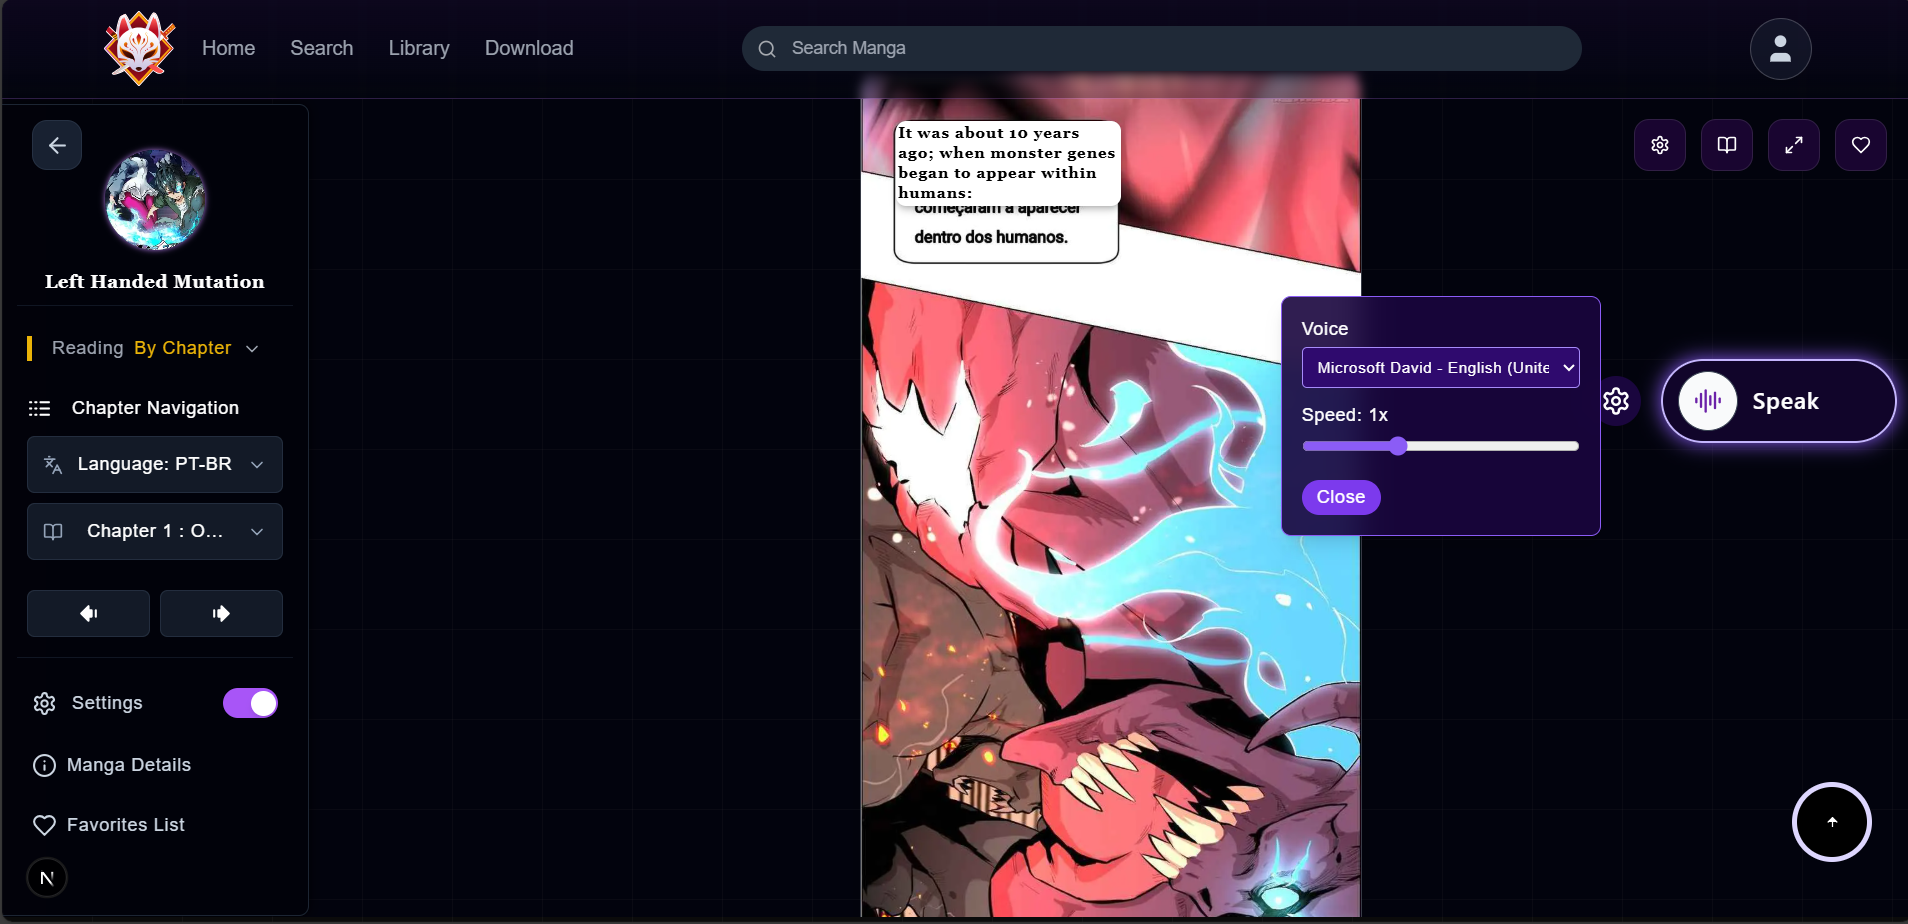 Home
Search
Library
Download
Search Manga
Left Handed Mutation
Reading By Chapter
Chapter Navigation
Language: PT-BR
Chapter 1 : O...
Settings
Manga Details
Favorites List
N
It was about 10 years
ago; when monster genes
began to appear within
humans:
começaram a aparecer
dentro dos humanos.
Voice
Microsoft David - English (Unite
Speed: 1x
Close
Speak